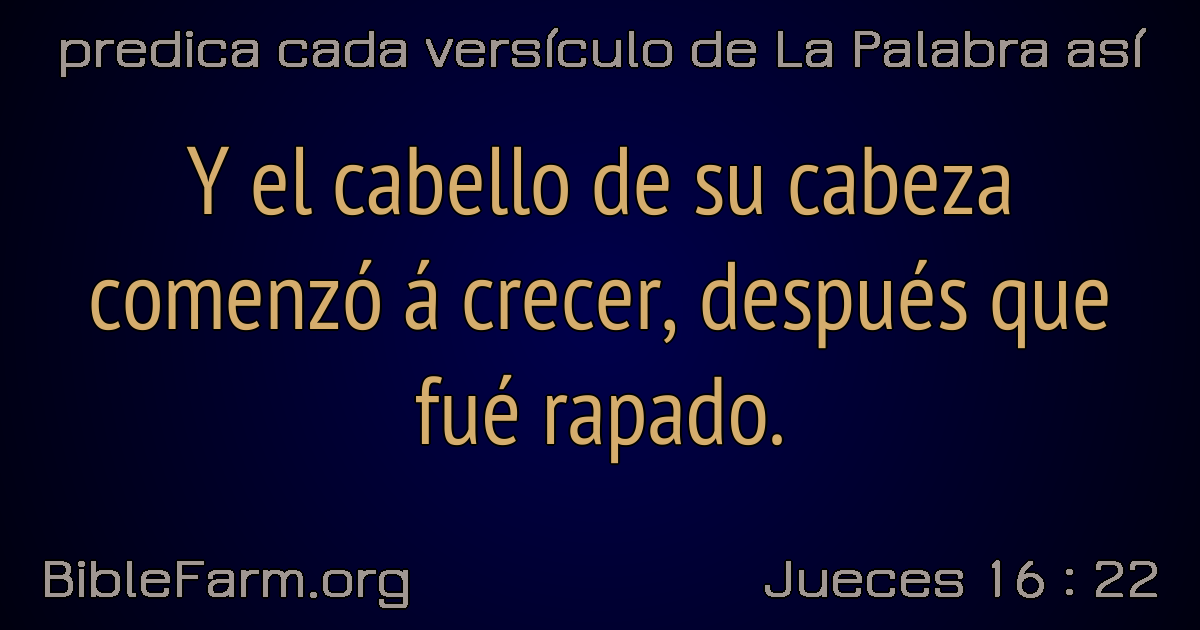 predica cada versículo de La Palabra así
Y el cabello de su cabeza
comenzó á crecer, después que
fué rapado.
BibleFarm.org
Jueces 16 : 22